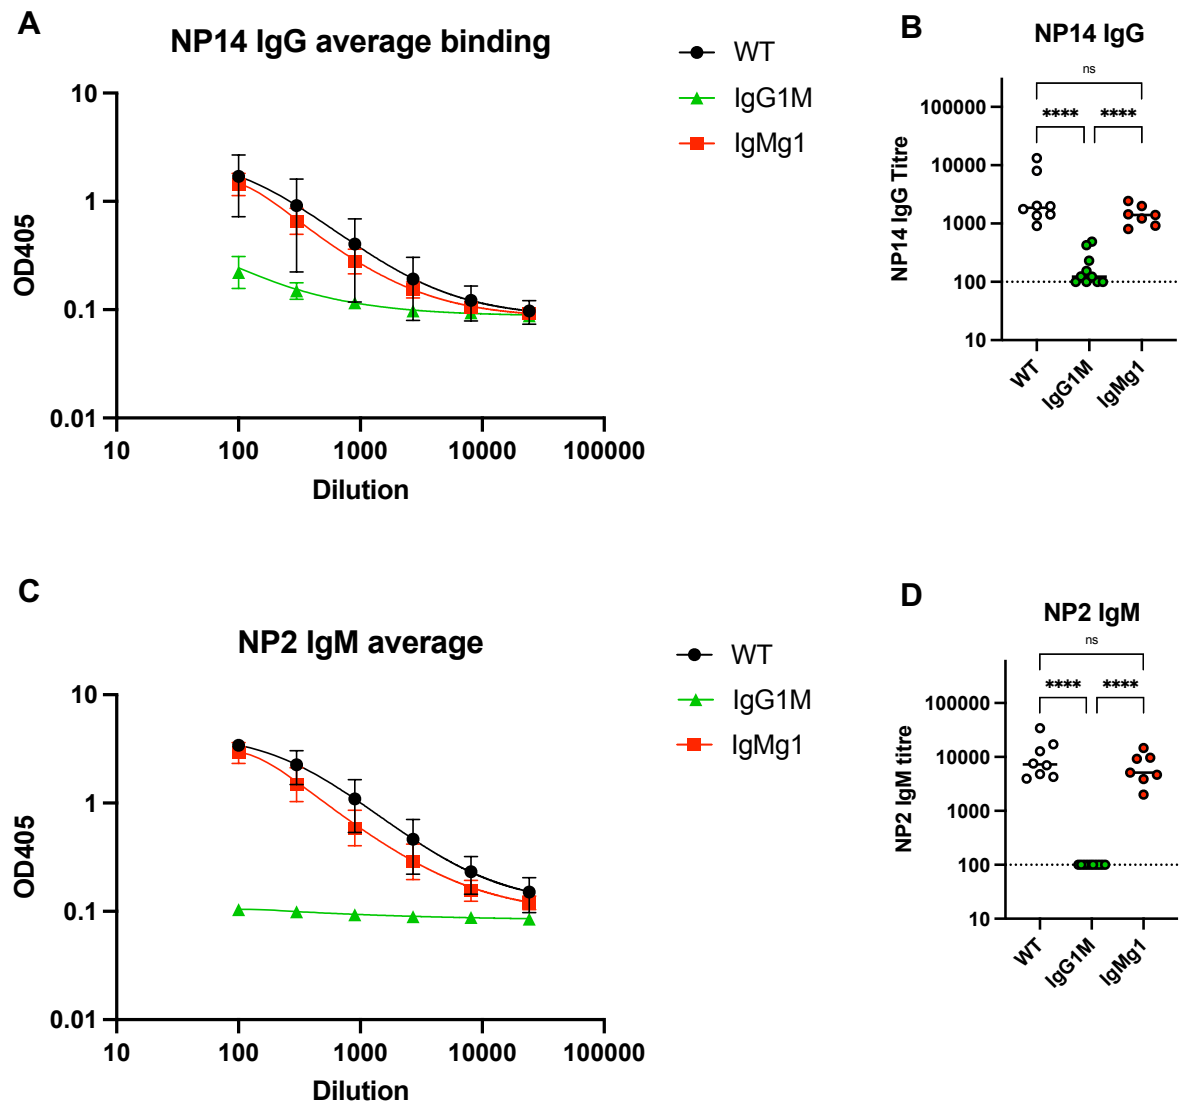 A
NP14 IgG average binding
WT
IgG1M
IgMg1
10
1
0.1
0.01
OD405
10
100
1000
10000
100000
Dilution
B
NP14 IgG
ns
****
****
100000
10000
1000
100
10
NP14 IgG Titre
WT
IgG1M
IgMg1
C
NP2 IgM average
WT
IgG1M
IgMg1
10
1
0.1
0.01
OD405
10
100
1000
10000
100000
Dilution
D
NP2 IgM
ns
****
****
100000
10000
1000
100
10
NP2 IgM titre
WT
IgG1M
IgMg1